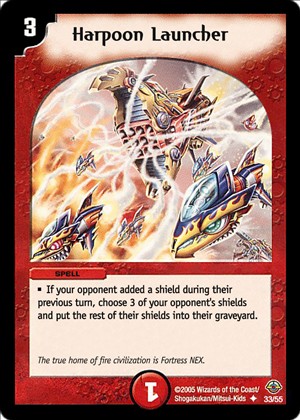 3 Harpoon Launcher
SPELL
▪ If your opponent added a shield during their
previous turn, choose 3 of your opponent's shields
and put the rest of their shields into their graveyard.
The true home of fire civilization is Fortress NEX.
1
©2005 Wizards of the Coast/
Shogakukan/Mitsui-Kids ✦ 33/55